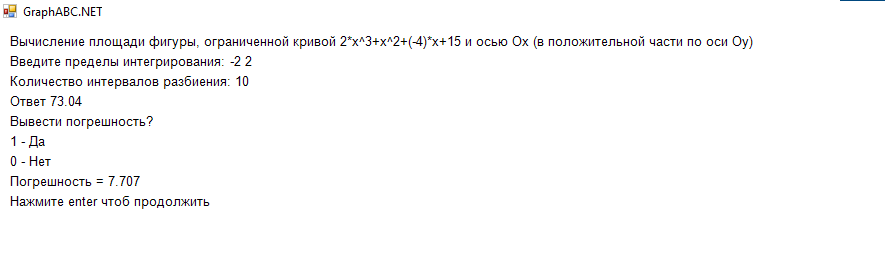 GraphABC.NET
Вычисление площади фигуры, ограниченной кривой 2*x^3+x^2+(-4)*x+15 и осью Ox (в положительной части по оси Oy)
Введите пределы интегрирования: -2 2
Количество интервалов разбиения: 10
Ответ 73.04
Вывести погрешность?
1 - Да
0 - Нет
Погрешность = 7.707
Нажмите enter чтоб продолжить